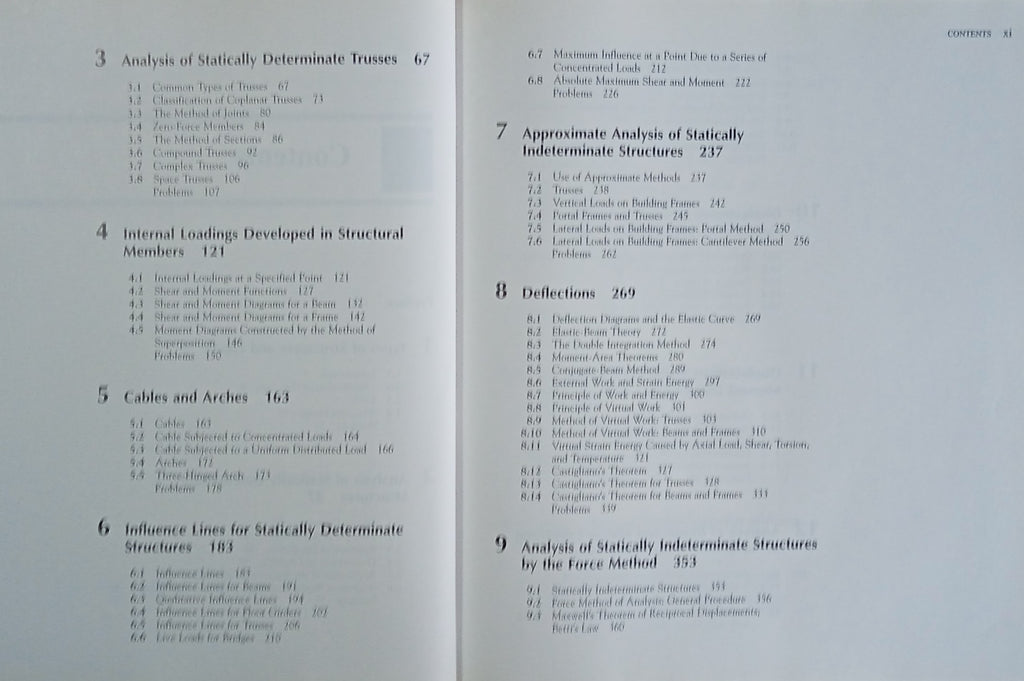 3 Analysis of Statically Determinate Trusses 67
3.1 Common Types of Trusses 67
3.2 Classification of Coplanar Trusses 73
3.3 The Method of Joints 80
3.4 Zero-Force Members 84
3.5 The Method of Sections 86
3.6 Compound Trusses 92
3.7 Complex Trusses 96
3.8 Space Trusses 106
Problems 107
4 Internal Loadings Developed in Structural
Members 121
4.1 Internal Loadings at a Specified Point 121
4.2 Shear and Moment Functions 127
4.3 Shear and Moment Diagrams for a Beam 132
4.4 Shear and Moment Diagrams for a Frame 142
4.5 Moment Diagrams Constructed by the Method of
Superposition 146
Problems 150
5 Cables and Arches 163
5.1 Cables 163
5.2 Cable Subjected to Concentrated Loads 164
5.3 Cable Subjected to a Uniform Distributed Load 166
5.4 Arches 172
5.5 Three-Hinged Arch 173
Problems 178
6 Influence Lines for Statically Determinate
Structures 183
6.1 Influence Lines 183
6.2 Influence Lines for Beams 191
6.3 Qualitative Influence Lines 194
6.4 Influence Lines for Floor Girders 202
6.5 Influence Lines for Trusses 206
6.6 Live Loads for Bridges 210
CONTENTS xi
6.7 Maximum Influence at a Point Due to a Series of
Concentrated Loads 212
6.8 Absolute Maximum Shear and Moment 222
Problems 226
7 Approximate Analysis of Statically
Indeterminate Structures 237
7.1 Use of Approximate Methods 237
7.2 Trusses 238
7.3 Vertical Loads on Building Frames 242
7.4 Portal Frames and Trusses 245
7.5 Lateral Loads on Building Frames: Portal Method 250
7.6 Lateral Loads on Building Frames: Cantilever Method 256
Problems 262
8 Deflections 269
8.1 Deflection Diagrams and the Elastic Curve 269
8.2 Elastic-Beam Theory 272
8.3 The Double Integration Method 274
8.4 Moment-Area Theorems 280
8.5 Conjugate-Beam Method 289
8.6 External Work and Strain Energy 297
8.7 Principle of Work and Energy 300
8.8 Principle of Virtual Work 301
8.9 Method of Virtual Work: Trusses 303
8.10 Method of Virtual Work: Beams and Frames 310
8.11 Virtual Strain Energy Caused by Axial Load, Shear, Torsion,
and Temperature 321
8.12 Castigliano's Theorem 327
8.13 Castigliano's Theorem for Trusses 328
8.14 Castigliano's Theorem for Beams and Frames 333
Problems 339
9 Analysis of Statically Indeterminate Structures
by the Force Method 353
9.1 Statically Indeterminate Structures 353
9.2 Force Method of Analysis: General Procedure 356
9.3 Maxwell's Theorem of Reciprocal Displacements;
Betti's Law 360